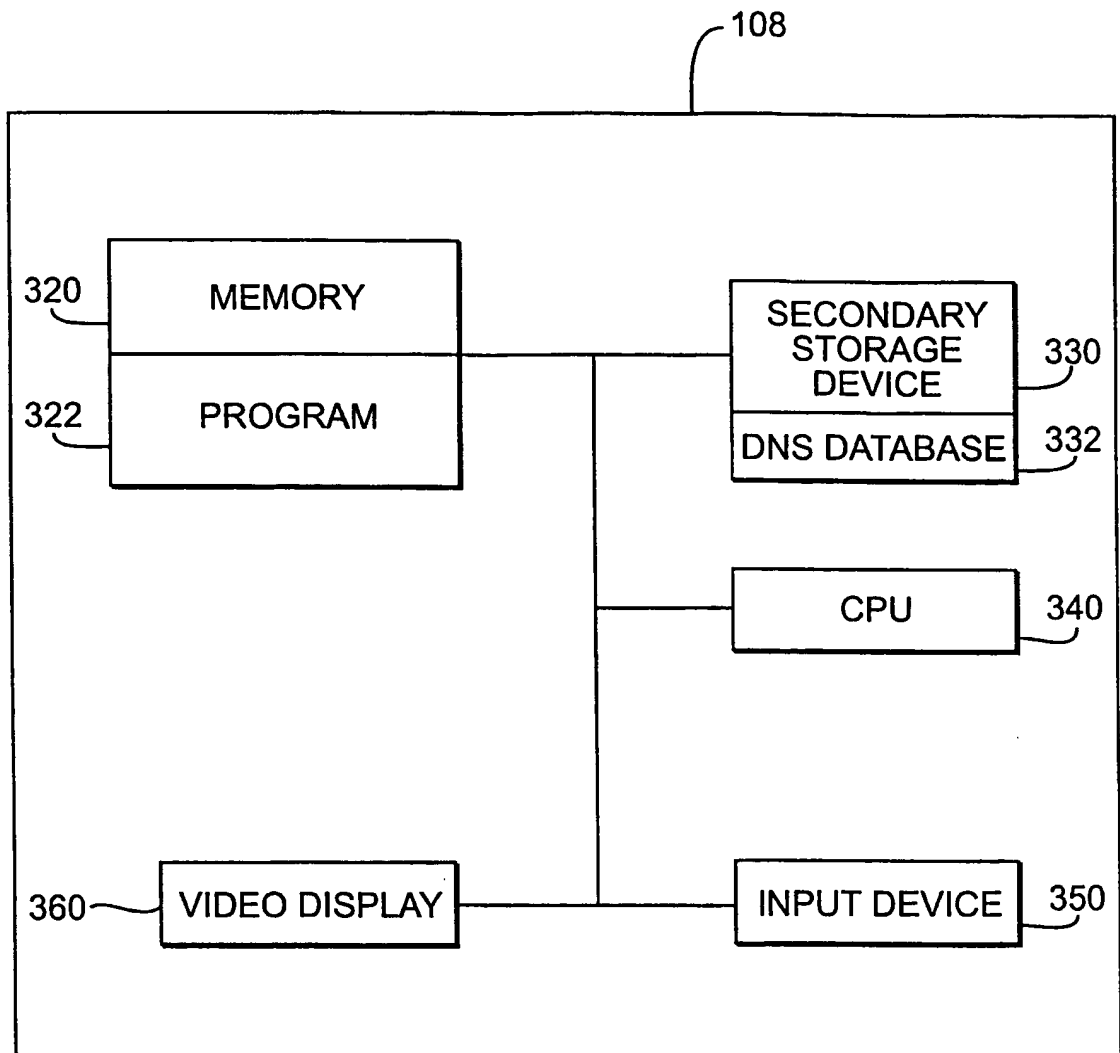 108
320
MEMORY
322
PROGRAM
SECONDARY
STORAGE
DEVICE
330
DNS DATABASE
332
CPU
340
360
VIDEO DISPLAY
INPUT DEVICE
350